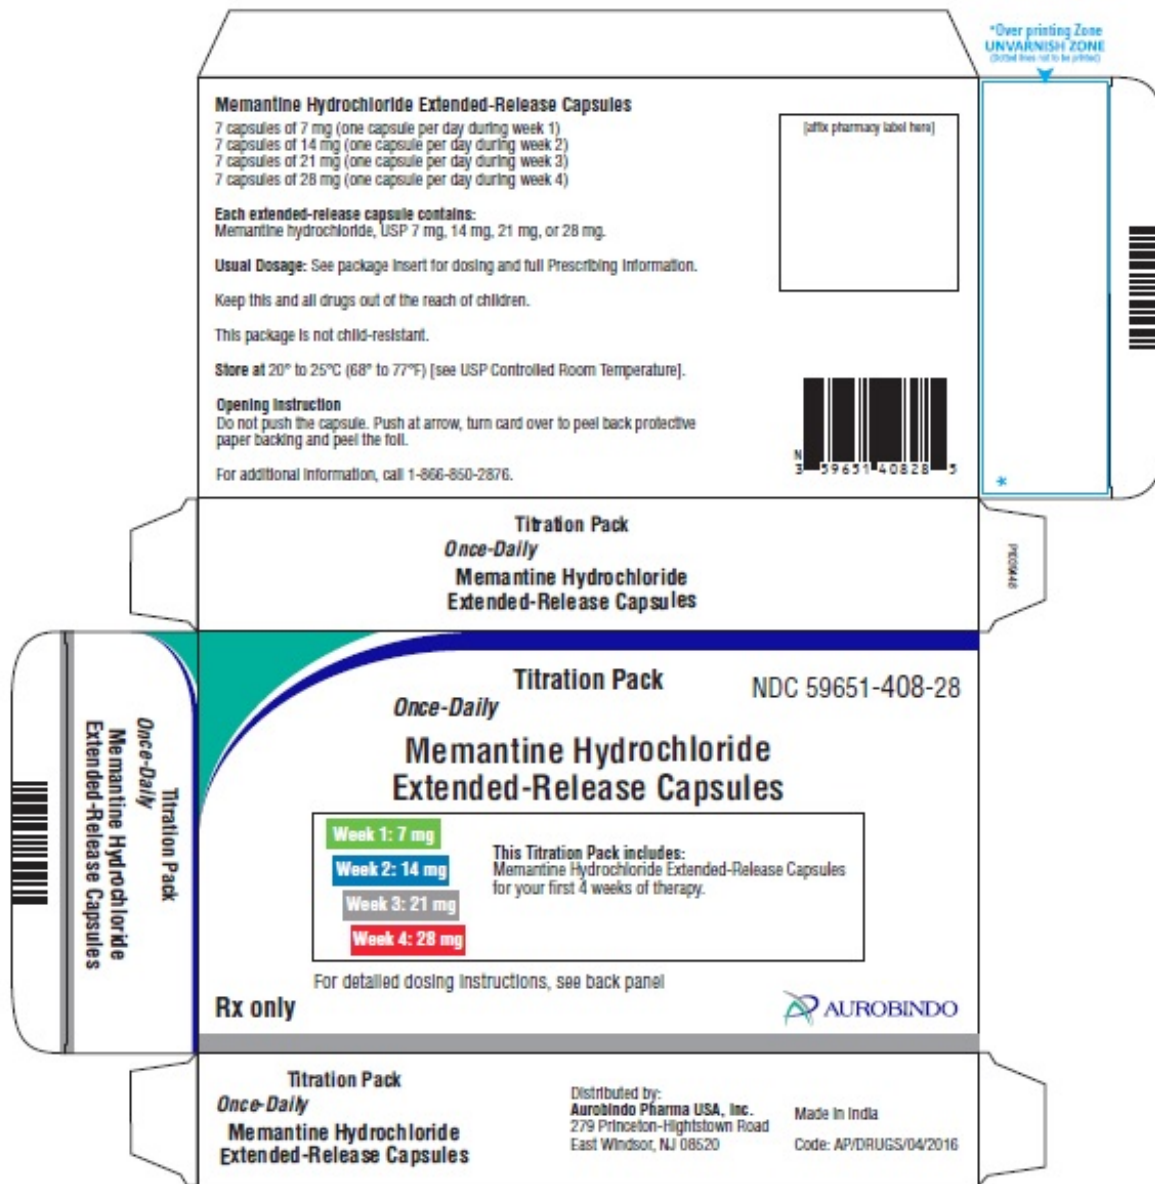 *Over printing Zone
UNVARNISH ZONE
(Dotted lines not to be printed)
Memantine Hydrochloride Extended-Release Capsules
7 capsules of 7 mg (one capsule per day during week 1)
7 capsules of 14 mg (one capsule per day during week 2)
7 capsules of 21 mg (one capsule per day during week 3)
7 capsules of 28 mg (one capsule per day during week 4)
[affix pharmacy label here]
Each extended-release capsule contains:
Memantine hydrochloride, USP 7 mg, 14 mg, 21 mg, or 28 mg.
Usual Dosage: See package insert for dosing and full Prescribing Information.
Keep this and all drugs out of the reach of children.
This package is not child-resistant.
Store at 20° to 25°C (68° to 77°F) [see USP Controlled Room Temperature].
Opening Instruction
Do not push the capsule. Push at arrow, turn card over to peel back protective
paper backing and peel the foil.
For additional information, call 1-866-850-2876.
N
3 59651 40828 5
*
Titration Pack
Once-Daily
Memantine Hydrochloride
Extended-Release Capsules
Titration Pack
Once-Daily
Memantine Hydrochloride
Extended-Release Capsules
Titration Pack
NDC 59651-408-28
Once-Daily
Memantine Hydrochloride
Extended-Release Capsules
Week 1: 7 mg
Week 2: 14 mg
Week 3: 21 mg
Week 4: 28 mg
This Titration Pack includes:
Memantine Hydrochloride Extended-Release Capsules
for your first 4 weeks of therapy.
For detailed dosing instructions, see back panel
Rx only
AUROBINDO
Titration Pack
Once-Daily
Memantine Hydrochloride
Extended-Release Capsules
Distributed by:
Aurobindo Pharma USA, Inc.
279 Princeton-Hightstown Road
East Windsor, NJ 08520
Made in India
Code: AP/DRUGS/04/2016